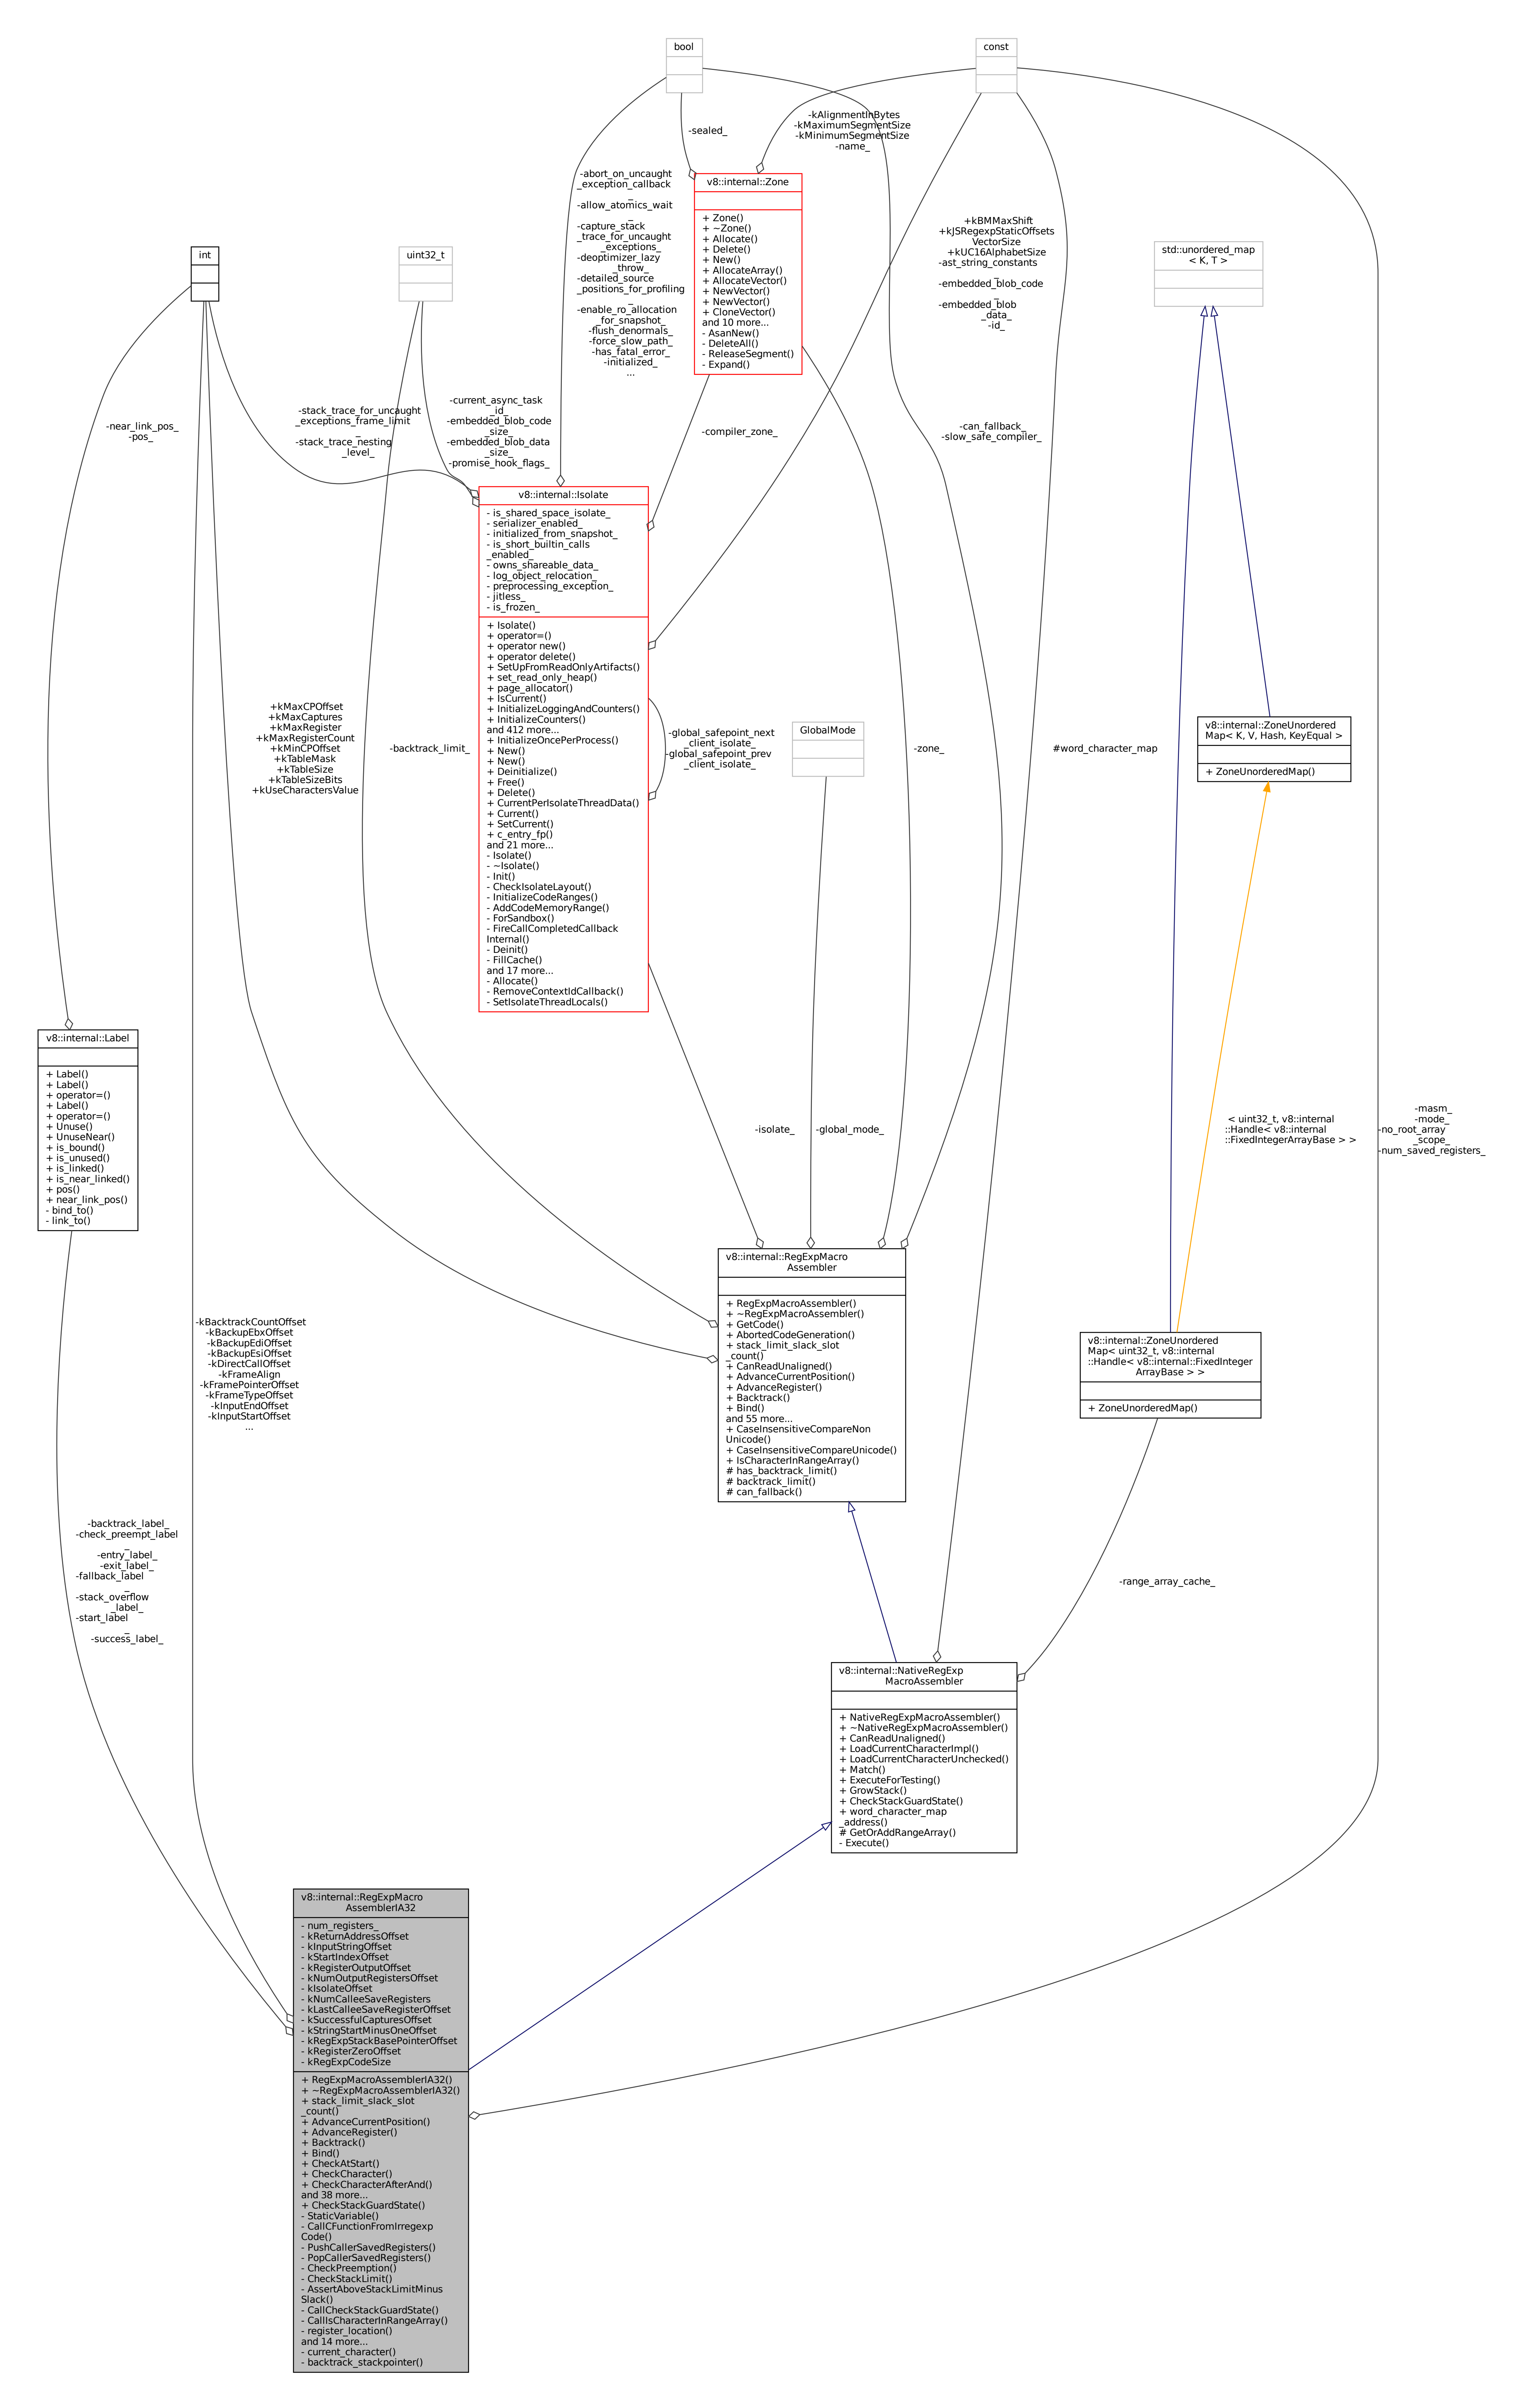 bool
const
-sealed_
-kAlignmentInBytes
-kMaximumSegmentSize
-kMinimumSegmentSize
-name_
-abort_on_uncaught
_exception_callback
_
-allow_atomics_wait
_
-capture_stack
_trace_for_uncaught
_exceptions_
-deoptimizer_lazy
_throw_
-detailed_source
_positions_for_profiling
_
-enable_ro_allocation
_for_snapshot_
-flush_denormals_
-force_slow_path_
-has_fatal_error_
-initialized_
...
v8::internal::Zone
+ Zone()
+ ~Zone()
+ Allocate()
+ Delete()
+ New()
+ AllocateArray()
+ AllocateVector()
+ NewVector()
+ NewVector()
+ CloneVector()
and 10 more...
- AsanNew()
- DeleteAll()
- ReleaseSegment()
- Expand()
+kBMMaxShift
+kJSRegexpStaticOffsets
VectorSize
+kUC16AlphabetSize
-ast_string_constants
_
-embedded_blob_code
_
-embedded_blob
_data_
-id_
int
uint32_t
std::unordered_map
< K, T >
-near_link_pos_
-pos_
-stack_trace_for_uncaught
_exceptions_frame_limit
_
-stack_trace_nesting
_level_
-current_async_task
_id_
-embedded_blob_code
_size_
-embedded_blob_data
_size_
-promise_hook_flags_
-compiler_zone_
-can_fallback_
-slow_safe_compiler_
v8::internal::Isolate
- is_shared_space_isolate_
- serializer_enabled_
- initialized_from_snapshot_
- is_short_builtin_calls
_enabled_
- owns_shareable_data_
- log_object_relocation_
- preprocessing_exception_
- jitless_
- is_frozen_
+ Isolate()
+ operator=()
+ operator new()
+ operator delete()
+ SetUpFromReadOnlyArtifacts()
+ set_read_only_heap()
+ page_allocator()
+ IsCurrent()
+ InitializeLoggingAndCounters()
+ InitializeCounters()
and 412 more...
+ InitializeOncePerProcess()
+ New()
+ New()
+ Deinitialize()
+ Free()
+ Delete()
+ CurrentPerIsolateThreadData()
+ Current()
+ SetCurrent()
+ c_entry_fp()
and 21 more...
- Isolate()
- ~Isolate()
- Init()
- CheckIsolateLayout()
- InitializeCodeRanges()
- AddCodeMemoryRange()
- ForSandbox()
- FireCallCompletedCallback
Internal()
- Deinit()
- FillCache()
and 17 more...
- Allocate()
- RemoveContextIdCallback()
- SetIsolateThreadLocals()
+kMaxCPOffset
+kMaxCaptures
+kMaxRegister
+kMaxRegisterCount
+kMinCPOffset
+kTableMask
+kTableSize
+kTableSizeBits
+kUseCharactersValue
-backtrack_limit_
-global_safepoint_next
_client_isolate_
-global_safepoint_prev
_client_isolate_
GlobalMode
-zone_
#word_character_map
v8::internal::ZoneUnordered
Map< K, V, Hash, KeyEqual >
+ ZoneUnorderedMap()
v8::internal::Label
+ Label()
+ Label()
+ operator=()
+ Label()
+ operator=()
+ Unuse()
+ UnuseNear()
+ is_bound()
+ is_unused()
+ is_linked()
+ is_near_linked()
+ pos()
+ near_link_pos()
- bind_to()
- link_to()
-isolate_
-global_mode_
< uint32_t, v8::internal
::Handle< v8::internal
::FixedIntegerArrayBase > >
-masm_
-mode_
-no_root_array
_scope_
-num_saved_registers_
v8::internal::RegExpMacro
Assembler
+ RegExpMacroAssembler()
+ ~RegExpMacroAssembler()
+ GetCode()
+ AbortedCodeGeneration()
+ stack_limit_slack_slot
_count()
+ CanReadUnaligned()
+ AdvanceCurrentPosition()
+ AdvanceRegister()
+ Backtrack()
+ Bind()
and 55 more...
+ CaseInsensitiveCompareNon
Unicode()
+ CaseInsensitiveCompareUnicode()
+ IsCharacterInRangeArray()
# has_backtrack_limit()
# backtrack_limit()
# can_fallback()
-kBacktrackCountOffset
-kBackupEbxOffset
-kBackupEdiOffset
-kBackupEsiOffset
-kDirectCallOffset
-kFrameAlign
-kFramePointerOffset
-kFrameTypeOffset
-kInputEndOffset
-kInputStartOffset
...
v8::internal::ZoneUnordered
Map< uint32_t, v8::internal
::Handle< v8::internal::FixedInteger
ArrayBase > >
+ ZoneUnorderedMap()
-backtrack_label_
-check_preempt_label
_
-entry_label_
-exit_label_
-fallback_label
_
-stack_overflow
_label_
-start_label
_
-success_label_
-range_array_cache_
v8::internal::NativeRegExp
MacroAssembler
+ NativeRegExpMacroAssembler()
+ ~NativeRegExpMacroAssembler()
+ CanReadUnaligned()
+ LoadCurrentCharacterImpl()
+ LoadCurrentCharacterUnchecked()
+ Match()
+ ExecuteForTesting()
+ GrowStack()
+ CheckStackGuardState()
+ word_character_map
_address()
# GetOrAddRangeArray()
- Execute()
v8::internal::RegExpMacro
AssemblerIA32
- num_registers_
- kReturnAddressOffset
- kInputStringOffset
- kStartIndexOffset
- kRegisterOutputOffset
- kNumOutputRegistersOffset
- kIsolateOffset
- kNumCalleeSaveRegisters
- kLastCalleeSaveRegisterOffset
- kSuccessfulCapturesOffset
- kStringStartMinusOneOffset
- kRegExpStackBasePointerOffset
- kRegisterZeroOffset
- kRegExpCodeSize
+ RegExpMacroAssemblerIA32()
+ ~RegExpMacroAssemblerIA32()
+ stack_limit_slack_slot
_count()
+ AdvanceCurrentPosition()
+ AdvanceRegister()
+ Backtrack()
+ Bind()
+ CheckAtStart()
+ CheckCharacter()
+ CheckCharacterAfterAnd()
and 38 more...
+ CheckStackGuardState()
- StaticVariable()
- CallCFunctionFromIrregexp
Code()
- PushCallerSavedRegisters()
- PopCallerSavedRegisters()
- CheckPreemption()
- CheckStackLimit()
- AssertAboveStackLimitMinus
Slack()
- CallCheckStackGuardState()
- CallIsCharacterInRangeArray()
- register_location()
and 14 more...
- current_character()
- backtrack_stackpointer()